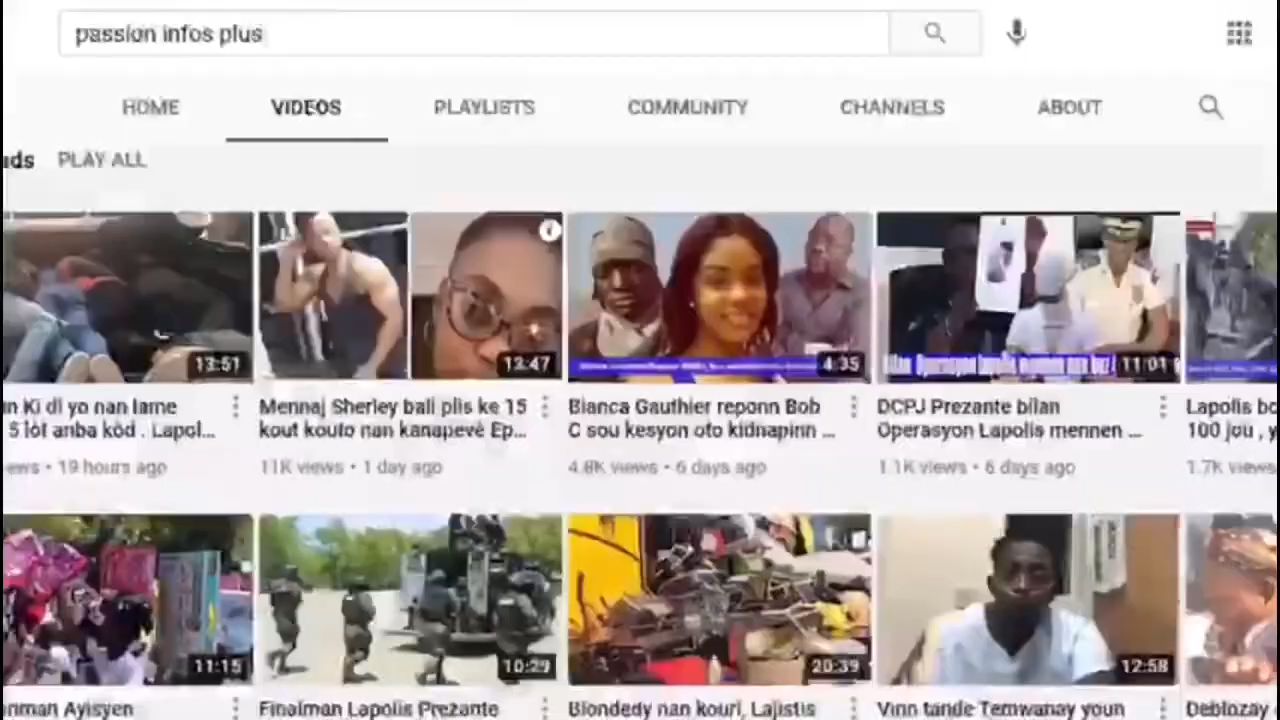 passion infos plus
HOME VIDEOS PLAYLISTS COMMUNITY CHANNELS ABOUT
ads PLAY ALL
13:51
13:47
4:35
11:01
n Ki di yo nan lame
5 lòt anba kòd . Lapol...
ews • 19 hours ago
Mennaj Sherley bali plis ke 15
kout kouto nan kanapevè Ep...
11K views • 1 day ago
Bianca Gauthier reponn Bob
C sou kesyon oto kidnapinn ...
4.8K views • 6 days ago
DCPJ Prezante bilan
Operasyon Lapolis mennen ...
1.1K views • 6 days ago
Lapolis bo
100 jou , y
1.7K views
11:15
10:29
20:39
12:58
nman Ayisyen
Finalman Lapolis Prezante
Blondedy nan kouri, Lajistis
Vinn tande Temwanay youn
Deblozay